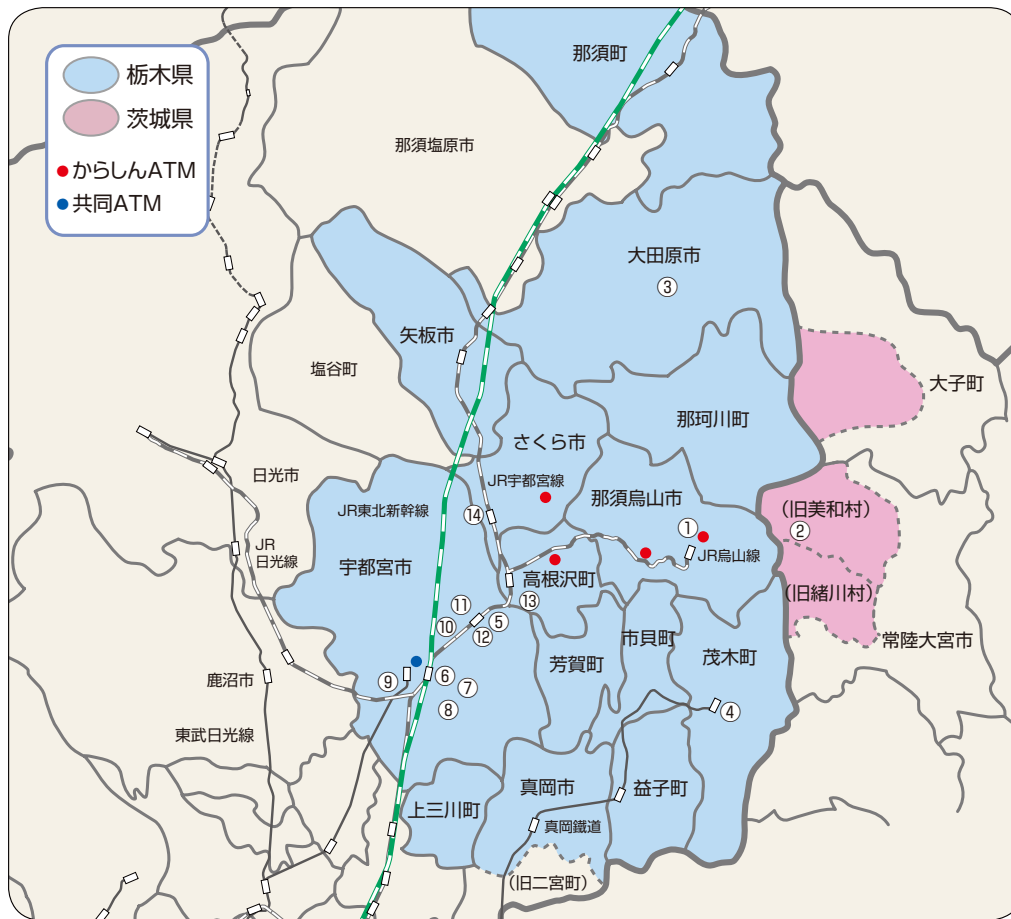 栃木県
茨城県
からしんATM
共同ATM
那須町
那須塩原市
大田原市
③
矢板市
塩谷町
大子町
那珂川町
さくら市
日光市
JR宇都宮線
那須烏山市
JR東北新幹線
⑭
①
(旧美和村)
②
JR
日光線
JR烏山線
宇都宮市
高根沢町
(旧緒川村)
⑪
⑬
⑩
⑤
⑫
市貝町
常陸大宮市
芳賀町
茂木町
⑨
⑥
⑦
鹿沼市
⑧
④
東武日光線
真岡市
益子町
上三川町
真岡鐵道
(旧二宮町)